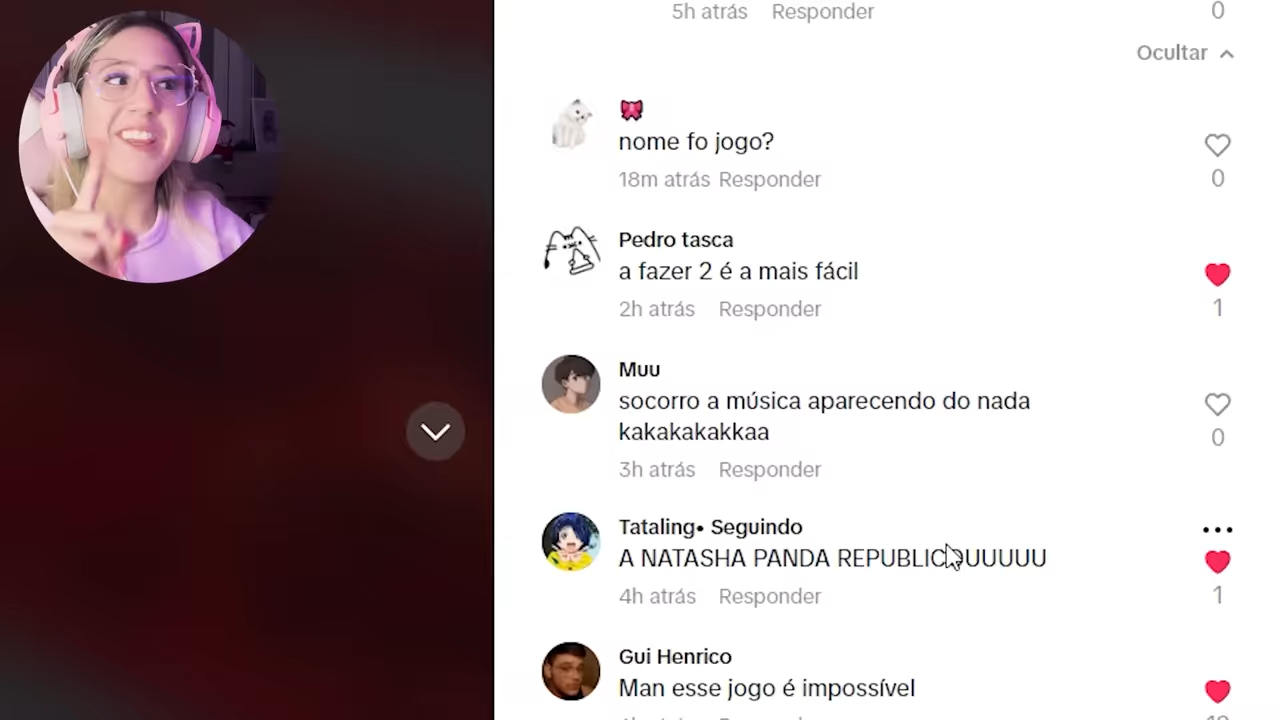 5h atrás Responder 0
Ocultar
nome fo jogo?
18m atrás Responder 0
Pedro tasca
a fazer 2 é a mais fácil
2h atrás Responder 1
Muu
socorro a música aparecendo do nada
kakakakakkaa
3h atrás Responder 0
Tataling• Seguindo
A NATASHA PANDA REPUBLICOUUUUUU
4h atrás Responder 1
Gui Henrico
Man esse jogo é impossível